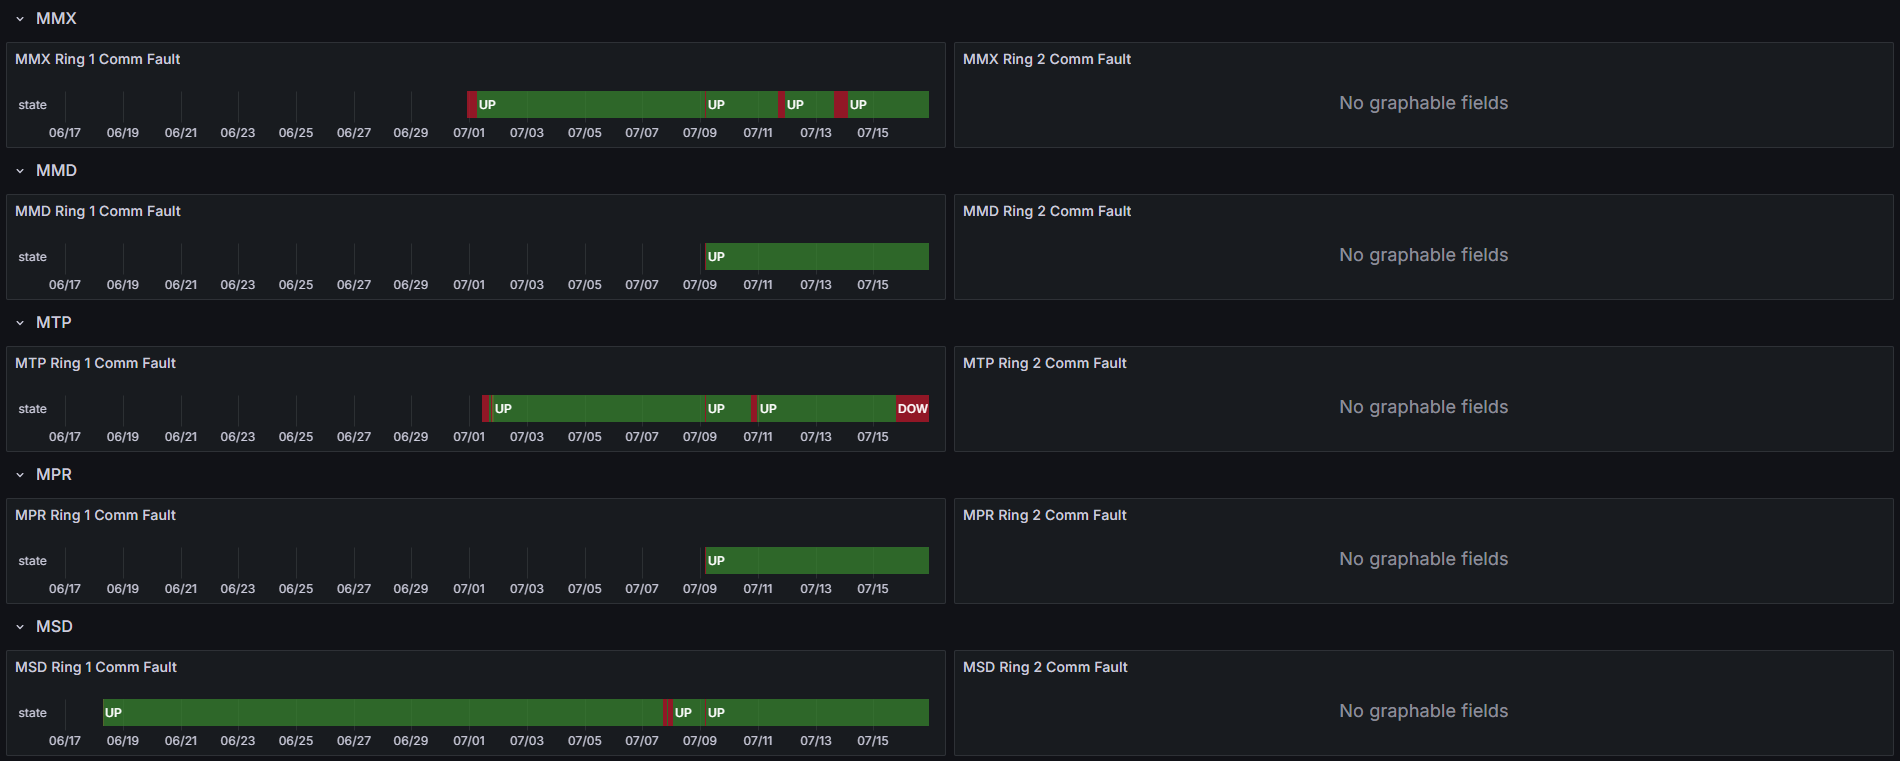 MMX
MMX Ring 1 Comm Fault
MMX Ring 2 Comm Fault
state
UP UP UP UP
No graphable fields
06/17 06/19 06/21 06/23 06/25 06/27 06/29 07/01 07/03 07/05 07/07 07/09 07/11 07/13 07/15
MMD
MMD Ring 1 Comm Fault
MMD Ring 2 Comm Fault
state
UP
No graphable fields
06/17 06/19 06/21 06/23 06/25 06/27 06/29 07/01 07/03 07/05 07/07 07/09 07/11 07/13 07/15
MTP
MTP Ring 1 Comm Fault
MTP Ring 2 Comm Fault
state
UP UP UP DOW
No graphable fields
06/17 06/19 06/21 06/23 06/25 06/27 06/29 07/01 07/03 07/05 07/07 07/09 07/11 07/13 07/15
MPR
MPR Ring 1 Comm Fault
MPR Ring 2 Comm Fault
state
UP
No graphable fields
06/17 06/19 06/21 06/23 06/25 06/27 06/29 07/01 07/03 07/05 07/07 07/09 07/11 07/13 07/15
MSD
MSD Ring 1 Comm Fault
MSD Ring 2 Comm Fault
state
UP UP UP
No graphable fields
06/17 06/19 06/21 06/23 06/25 06/27 06/29 07/01 07/03 07/05 07/07 07/09 07/11 07/13 07/15